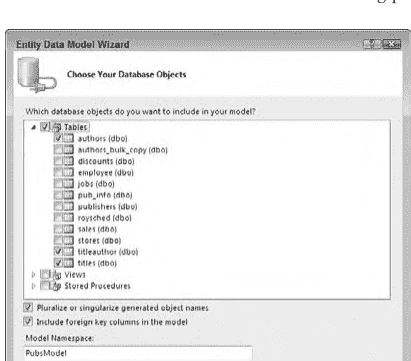 Entity Data Model Wizard
Choose Your Database Objects
Which database objects do you want to include in your model?
Tables
authors (dbo)
authors_bulk_copy (dbo)
discounts (dbo)
employee (dbo)
jobs (dbo)
pub_info (dbo)
publishers (dbo)
roysched (dbo)
sales (dbo)
stores (dbo)
titleauthor (dbo)
titles (dbo)
Views
Stored Procedures
Pluralize or singularize generated object names
Include foreign key columns in the model
Model Namespace:
PubsModel